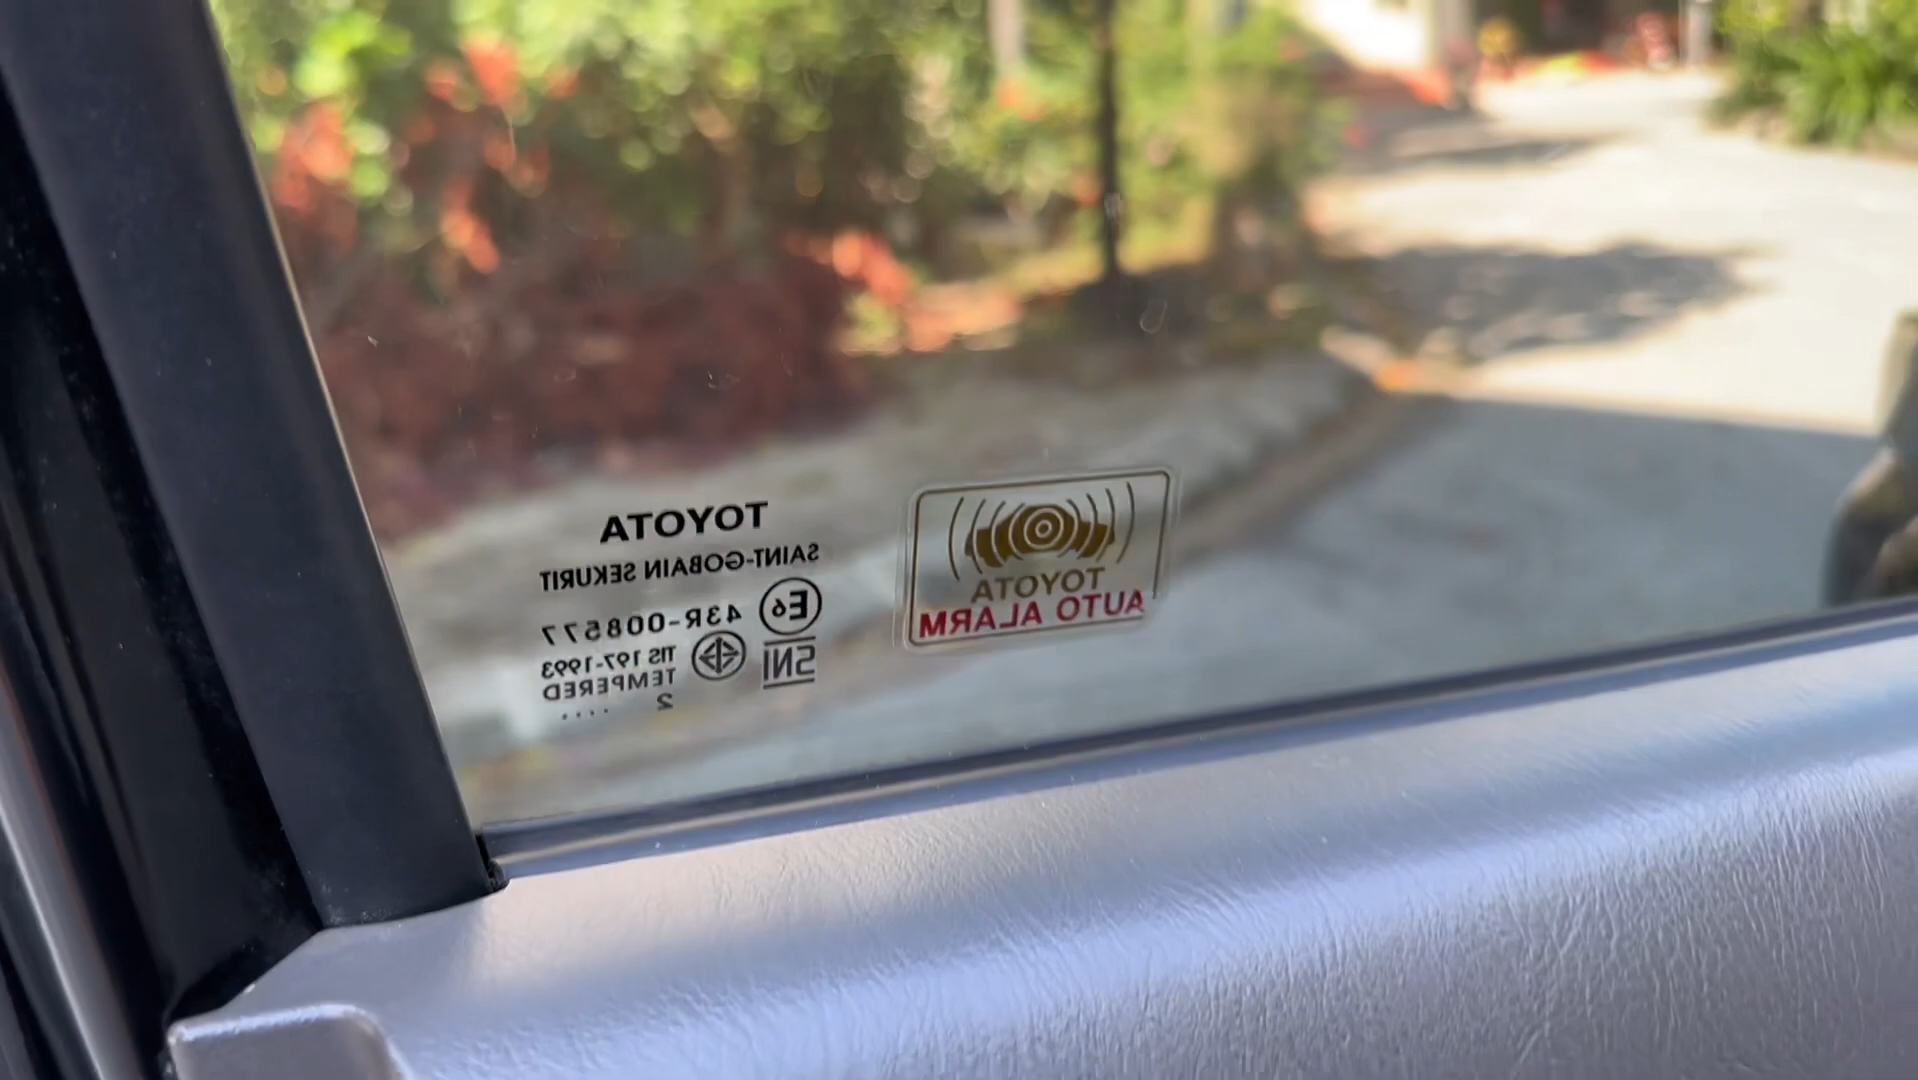 TOYOTA
SAINT-GOBAIN SEKURIT
E6 43R-008577
TIS 197-1993
TEMPERED
SNI
2 ....
TOYOTA
AUTO ALARM